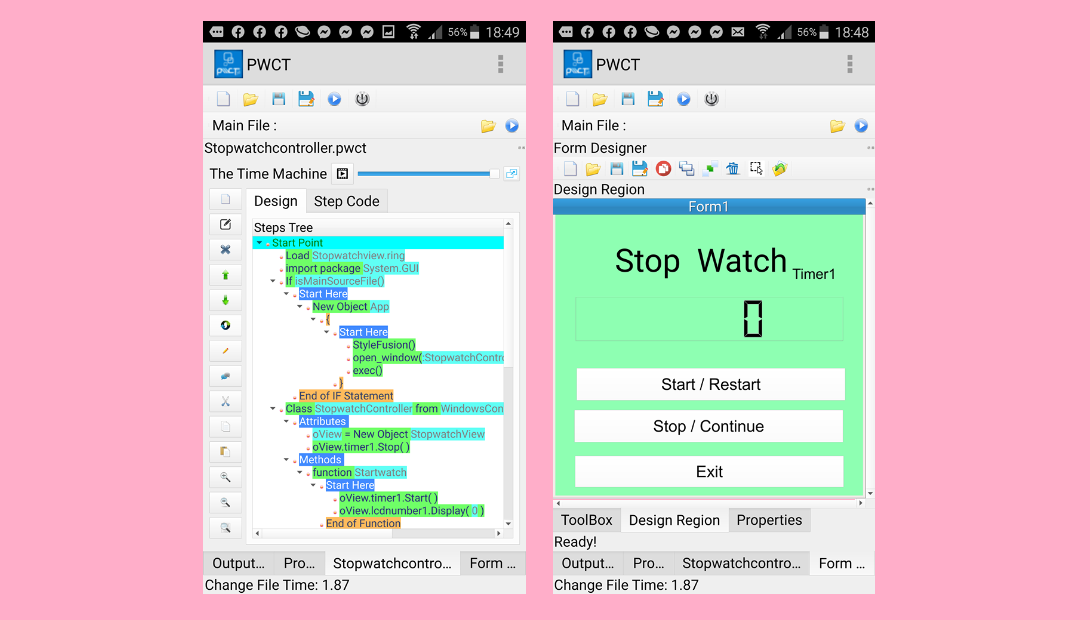 56% 18:49
PWCT
Main File :
Stopwatchcontroller.pwct
The Time Machine
Design Step Code
Steps Tree
Start Point
Load Stopwatchview.ring
import package System.GUI
If isMainSourceFile()
Start Here
New Object App
{
Start Here
StyleFusion()
open_window(:StopwatchContro
exec()
}
End of IF Statement
Class StopwatchController from WindowsCon
Attributes
oView = New Object StopwatchView
oView.timer1.Stop( )
Methods
function Startwatch
Start Here
oView.timer1.Start( )
oView.lcdnumber1.Display( 0 )
End of Function
Output... Pro... Stopwatchcontro... Form ...
Change File Time: 1.87
56% 18:48
PWCT
Main File :
Form Designer
Design Region
Form1
Stop Watch Timer1
0
Start / Restart
Stop / Continue
Exit
ToolBox Design Region Properties
Ready!
Output... Pro... Stopwatchcontro... Form ...
Change File Time: 1.87